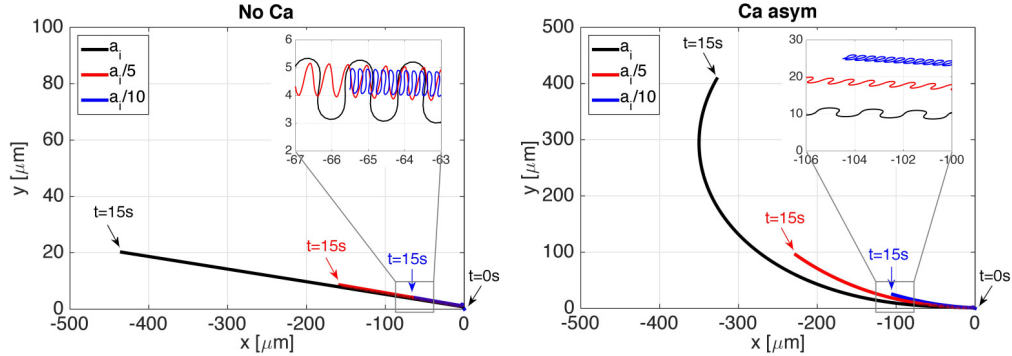 No Ca
100
80
60
40
20
0
y [μm]
-500
-400
-300
-200
-100
0
x [μm]
a_i
a_i/5
a_i/10
t=15s
t=15s
t=15s
t=0s
6
5
4
3
2
-67
-66
-65
-64
-63
Ca asym
500
400
300
200
100
0
y [μm]
-500
-400
-300
-200
-100
0
x [μm]
a_i
a_i/5
a_i/10
t=15s
t=15s
t=15s
t=0s
30
20
10
0
-106
-104
-102
-100